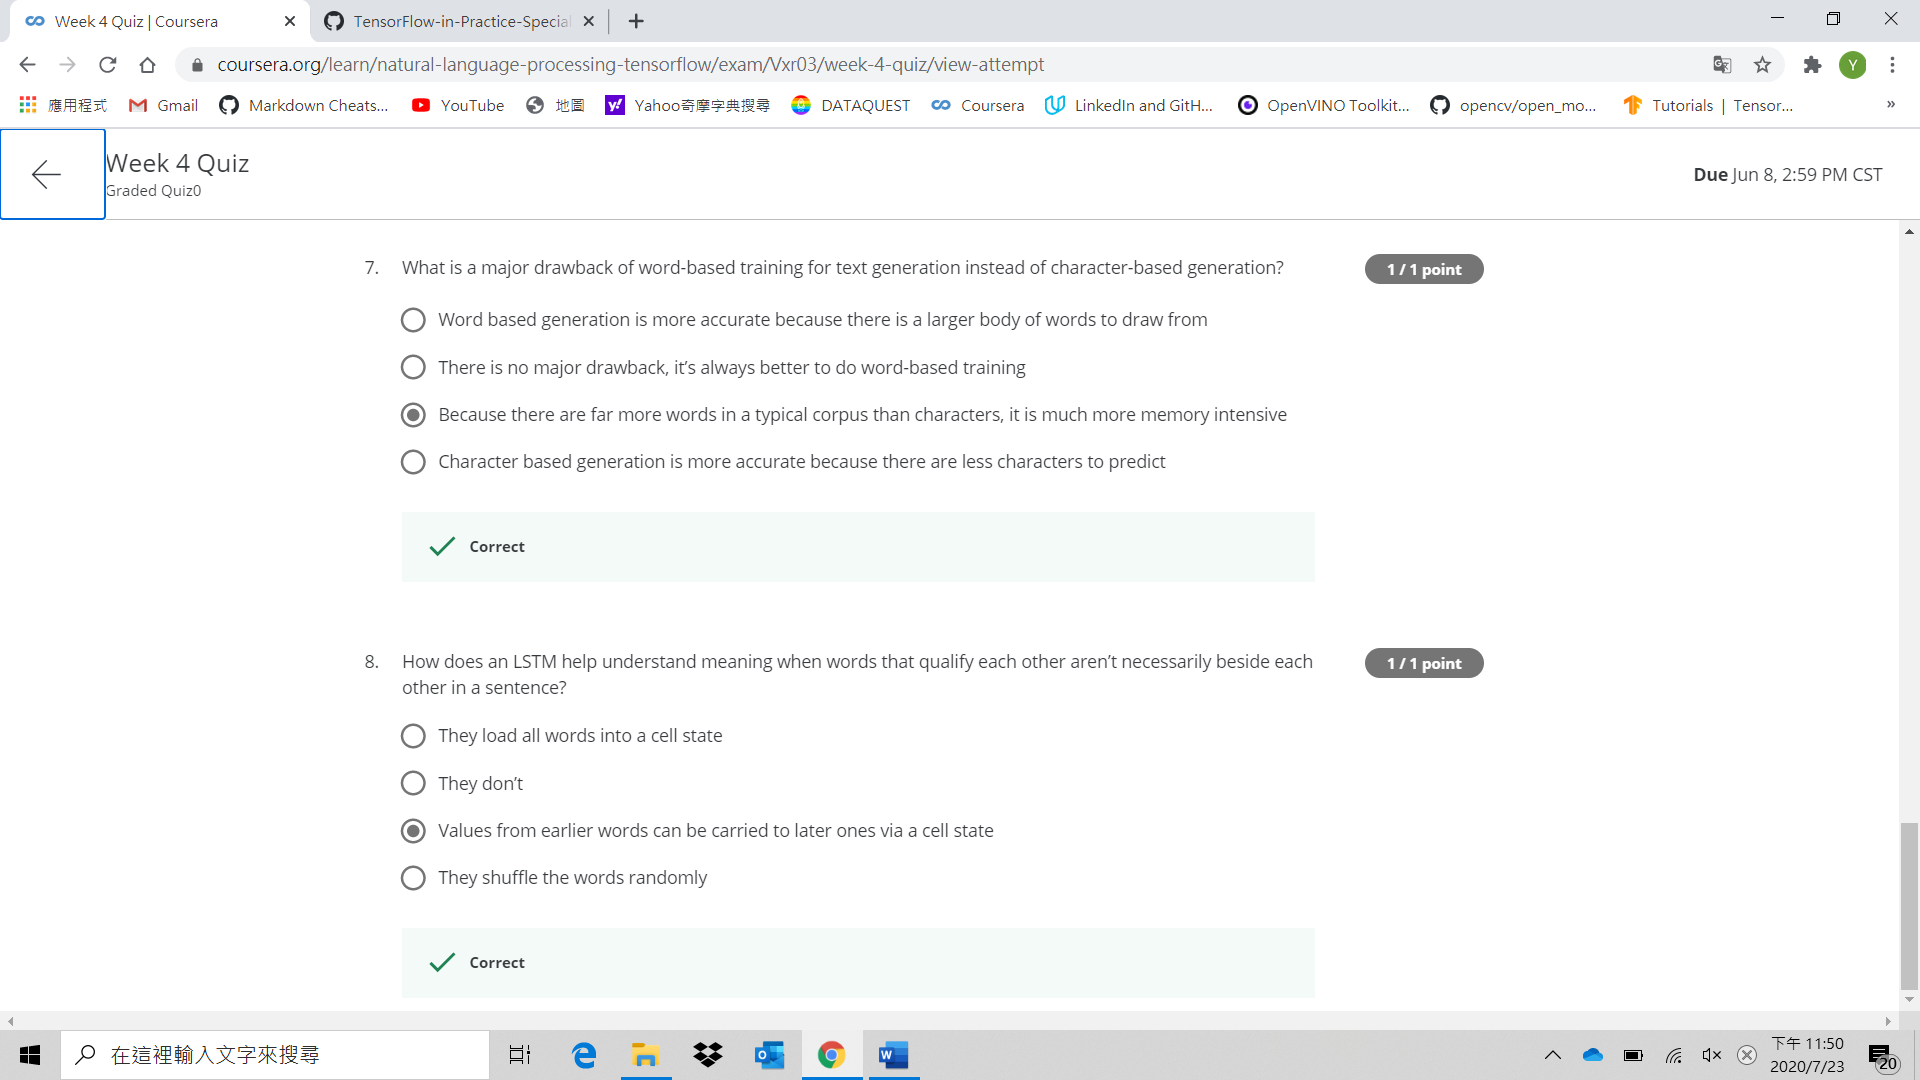 Week 4 Quiz | Coursera
TensorFlow-in-Practice-Special
coursera.org/learn/natural-language-processing-tensorflow/exam/Vxr03/week-4-quiz/view-attempt
Y
應用程式
Gmail
Markdown Cheats...
YouTube
地圖
Yahoo奇摩字典搜尋
DATAQUEST
Coursera
LinkedIn and GitH...
OpenVINO Toolkit...
opencv/open_mo...
Tutorials | Tensor...
»
Week 4 Quiz
Graded Quiz0
Due Jun 8, 2:59 PM CST
7. What is a major drawback of word-based training for text generation instead of character-based generation?
1 / 1 point
Word based generation is more accurate because there is a larger body of words to draw from
There is no major drawback, it’s always better to do word-based training
Because there are far more words in a typical corpus than characters, it is much more memory intensive
Character based generation is more accurate because there are less characters to predict
Correct
8. How does an LSTM help understand meaning when words that qualify each other aren’t necessarily beside each
other in a sentence?
1 / 1 point
They load all words into a cell state
They don’t
Values from earlier words can be carried to later ones via a cell state
They shuffle the words randomly
Correct
在這裡輸入文字來搜尋
下午 11:50
2020/7/23
20